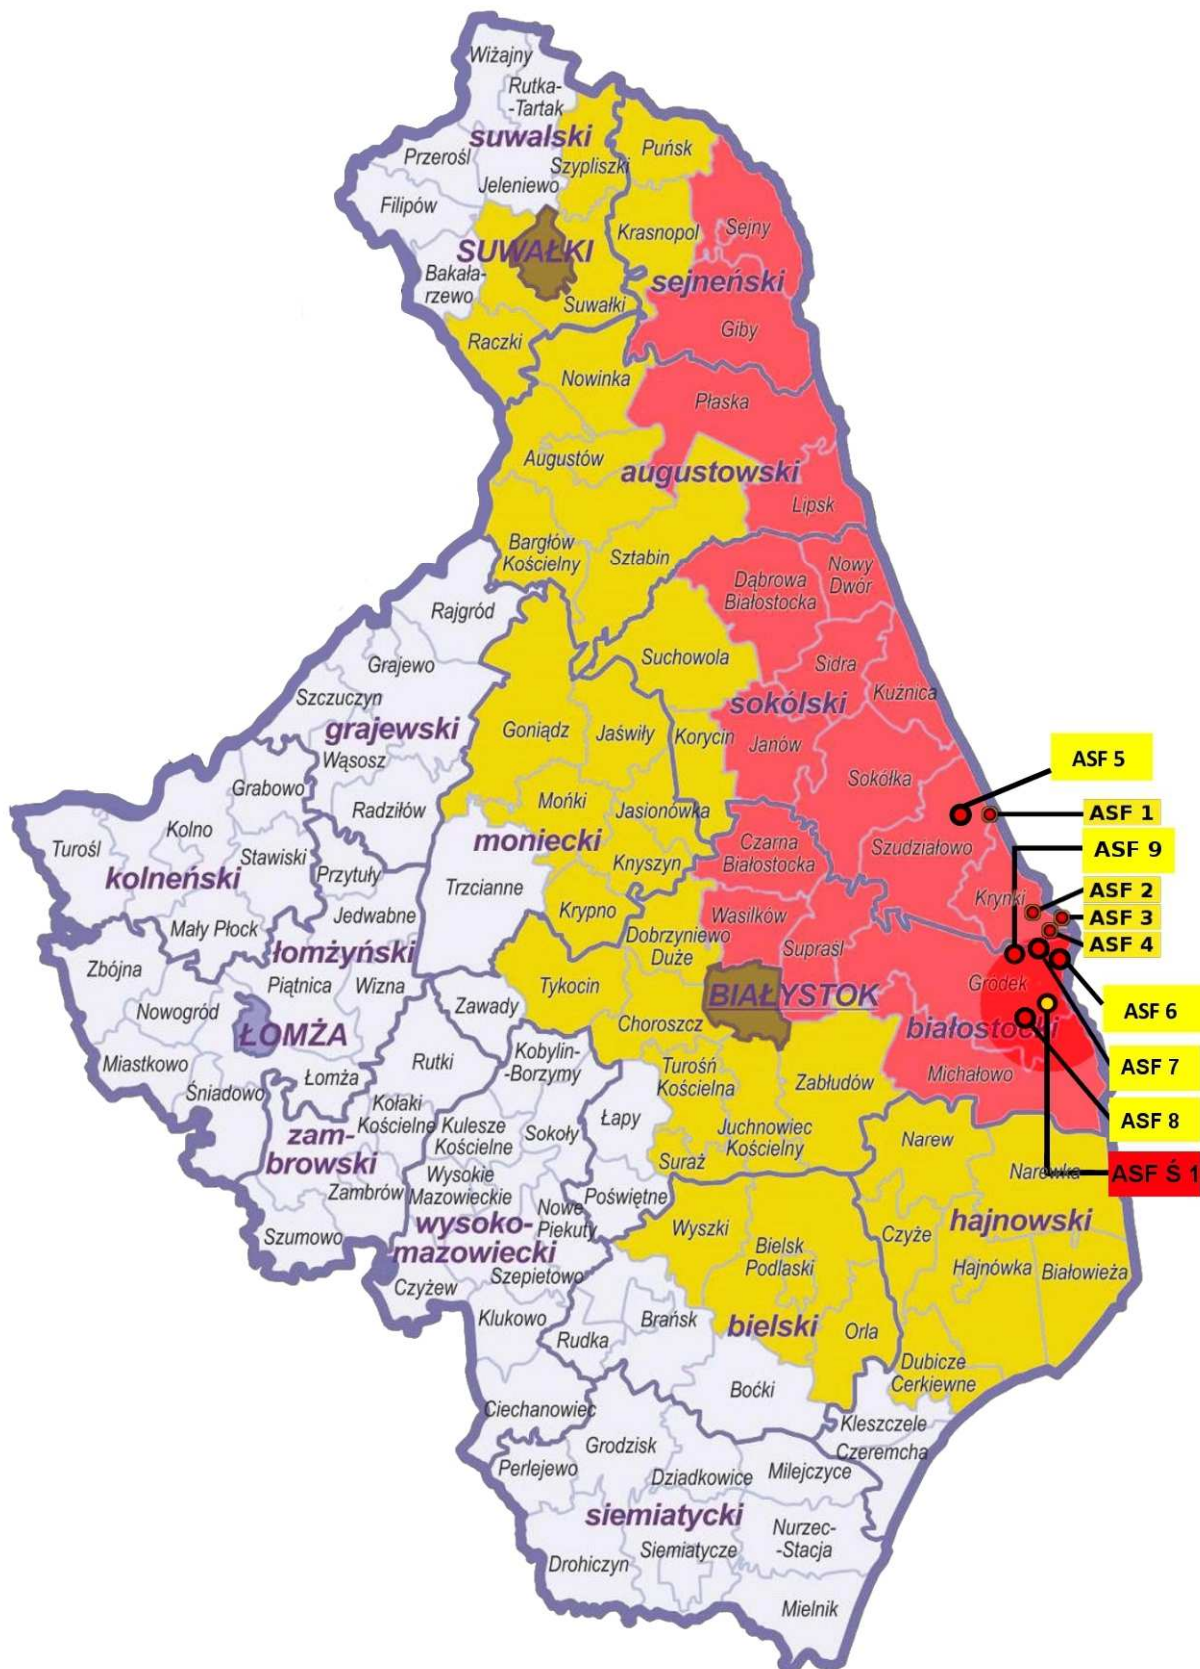 Wiżajny
Rutka-
-Tartak
suwalski
Puńsk
Przerośl
Szypliszki
Jeleniewo
Filipów
Krasnopol
Sejny
SUWAŁKI
Bakała-
rzewo
sejneński
Suwałki
Giby
Raczki
Nowinka
Płaska
Augustów
augustowski
Lipsk
Bargłów
Kościelny
Sztabin
Nowy
Dwór
Dąbrowa
Białostocka
Rajgród
Suchowola
Grajewo
Sidra
Kuźnica
Szczuczyn
sokólski
grajewski
Goniądz
Jaświły
Korycin
Janów
ASF 5
Wąsosz
Sokółka
Grabowo
Radziłów
Mońki
Jasionówka
ASF 1
Kolno
Turośl
Stawiski
moniecki
Czarna
Białostocka
Szudziałowo
ASF 9
kolneński
Przytuły
Trzcianne
Knyszyn
Jedwabne
Krynki
ASF 2
Mały Płock
Krypno
Wasilków
ASF 3
łomżyński
Dobrzyniewo
Duże
Supraśl
ASF 4
Zbójna
Piątnica
Wizna
Tykocin
Gródek
Nowogród
Zawady
BIAŁYSTOK
ASF 6
ŁOMŻA
Choroszcz
białostocki
Miastkowo
Rutki
Kobylin-
-Borzymy
Turośń
Kościelna
Zabłudów
Michałowo
ASF 7
Śniadowo
Łomża
Kołaki
Kościelne
Kulesze
Kościelne
Sokoły
Łapy
Juchnowiec
Kościelny
ASF 8
zam-
browski
Suraż
Narew
Narewka
ASF Ś 1
Wysokie
Mazowieckie
Zambrów
Nowe
Piekuty
Poświętne
Szumowo
wysoko-
mazowiecki
Wyszki
Bielsk
Podlaski
Czyże
hajnowski
Hajnówka
Białowieża
Szepietowo
Czyżew
Klukowo
Rudka
Brańsk
bielski
Orla
Dubicze
Cerkiewne
Boćki
Ciechanowiec
Kleszczele
Grodzisk
Czeremcha
Perlejewo
Dziadkowice
Milejczyce
siemiatycki
Nurzec-
-Stacja
Drohiczyn
Siemiatycze
Mielnik